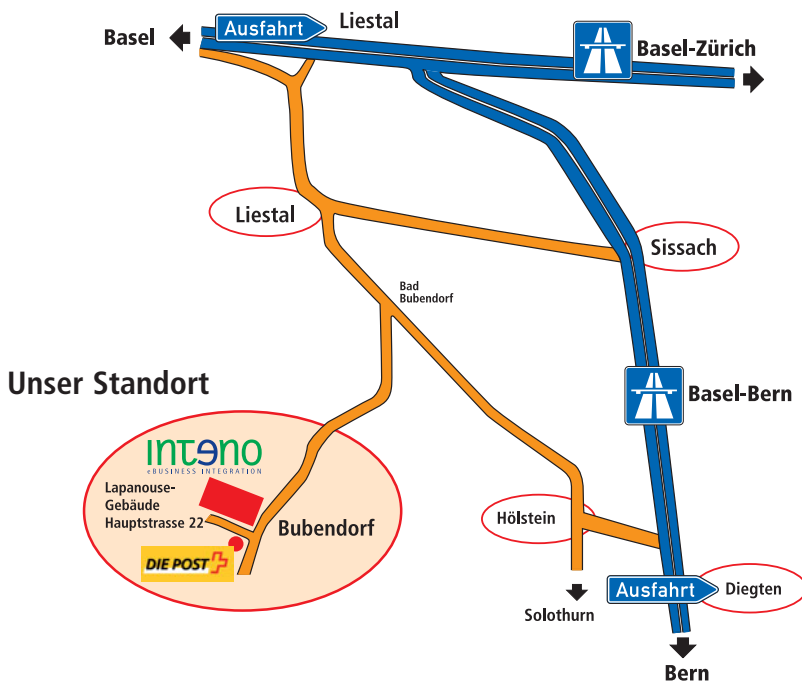 Ausfahrt
Liestal
Basel
Basel-Zürich
Liestal
Sissach
Bad
Bubendorf
Unser Standort
Basel-Bern
inteno
eBUSINESS INTEGRATION
Lapanouse-
Gebäude
Hauptstrasse 22
Bubendorf
DIE POST
Hölstein
Ausfahrt
Diegten
Solothurn
Bern